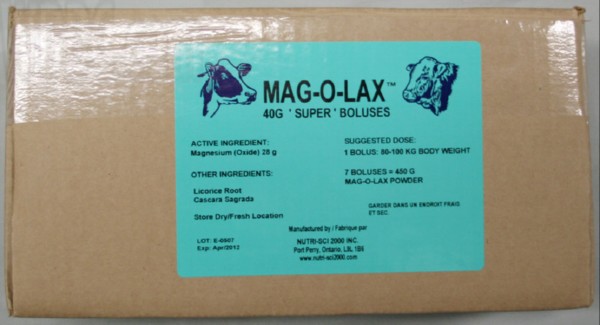 MAG-O-LAX™
40G ' SUPER ' BOLUSES
ACTIVE INGREDIENT:
Magnesium (Oxide) 28 g
OTHER INGREDIENTS:
Licorice Root
Cascara Sagrada
Store Dry/Fresh Location
LOT: E-0507
Exp: Apr/2012
SUGGESTED DOSE:
1 BOLUS: 80-100 KG BODY WEIGHT
7 BOLUSES = 450 G
MAG-O-LAX POWDER
GARDER DANS UN ENDROIT FRAIS
ET SEC.
Manufactured by / Fabrique par
NUTRI-SCI 2000 INC.
Port Perry, Ontario, L9L 1B9
www.nutri-sci2000.com